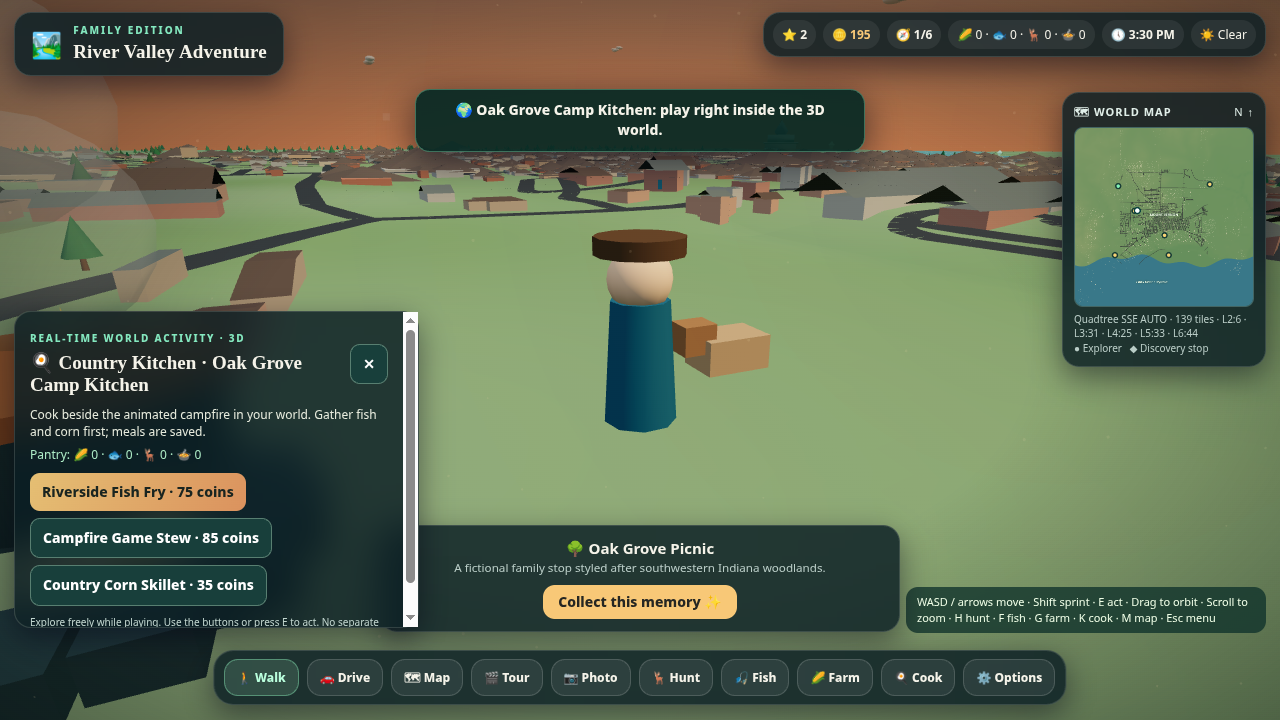 FAMILY EDITION
River Valley Adventure
⭐ 2
🪙 195
🧭 1/6
🌽 0 · 🐟 0 · 🦌 0 · 🍲 0
🕓 3:30 PM
☀️ Clear
🌍 Oak Grove Camp Kitchen: play right inside the 3D
world.
🗺 WORLD MAP
N ↑
Quadtree SSE AUTO · 139 tiles · L2:6 ·
L3:31 · L4:25 · L5:33 · L6:44
● Explorer ◆ Discovery stop
REAL-TIME WORLD ACTIVITY · 3D
🍳 Country Kitchen · Oak Grove
Camp Kitchen
×
Cook beside the animated campfire in your world. Gather fish
and corn first; meals are saved.
Pantry: 🌽 0 · 🐟 0 · 🦌 0 · 🍲 0
Riverside Fish Fry · 75 coins
Campfire Game Stew · 85 coins
Country Corn Skillet · 35 coins
Explore freely while playing. Use the buttons or press E to act. No separate
🌳 Oak Grove Picnic
A fictional family stop styled after southwestern Indiana woodlands.
Collect this memory ✨
WASD / arrows move · Shift sprint · E act · Drag to orbit · Scroll to
zoom · H hunt · F fish · G farm · K cook · M map · Esc menu
🚶 Walk
🚗 Drive
🗺 Map
🎬 Tour
📷 Photo
🦌 Hunt
🎣 Fish
🌽 Farm
🍳 Cook
⚙️ Options